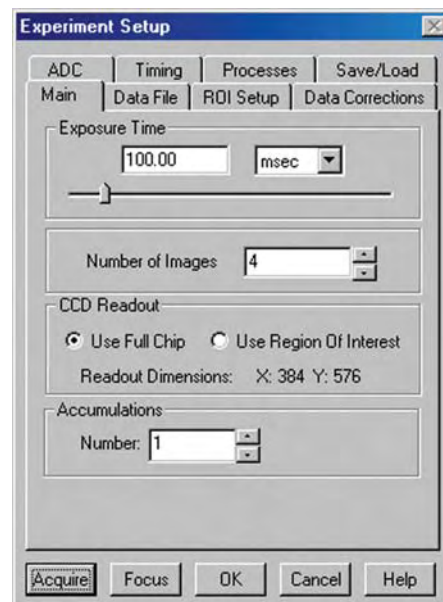 Experiment Setup
ADC Timing Processes Save/Load
Main Data File ROI Setup Data Corrections
Exposure Time
100.00 msec
Number of Images 4
CCD Readout
Use Full Chip Use Region Of Interest
Readout Dimensions: X: 384 Y: 576
Accumulations
Number: 1
Acquire Focus OK Cancel Help